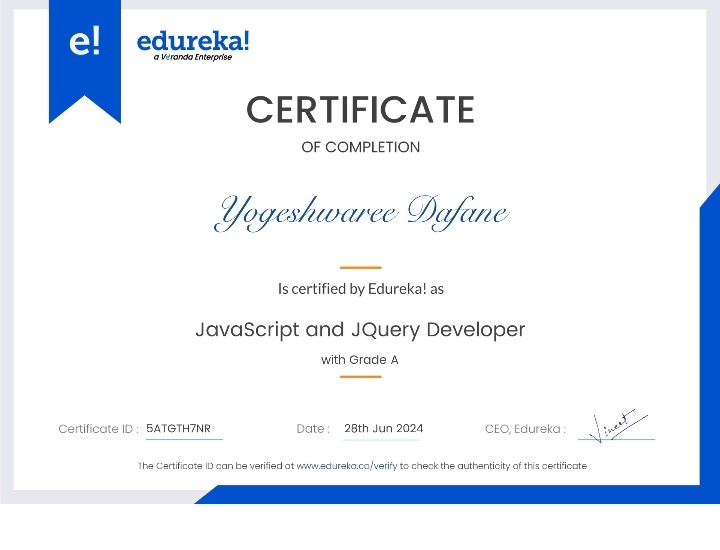 e!
edureka!
a Veranda Enterprise
CERTIFICATE
OF COMPLETION
Yogeshwaree Dafane
Is certified by Edureka! as
JavaScript and JQuery Developer
with Grade A
Certificate ID : 5ATGTH7NR Date : 28th Jun 2024 CEO, Edureka : Vineet
The Certificate ID can be verified at www.edureka.co/verify to check the authenticity of this certificate